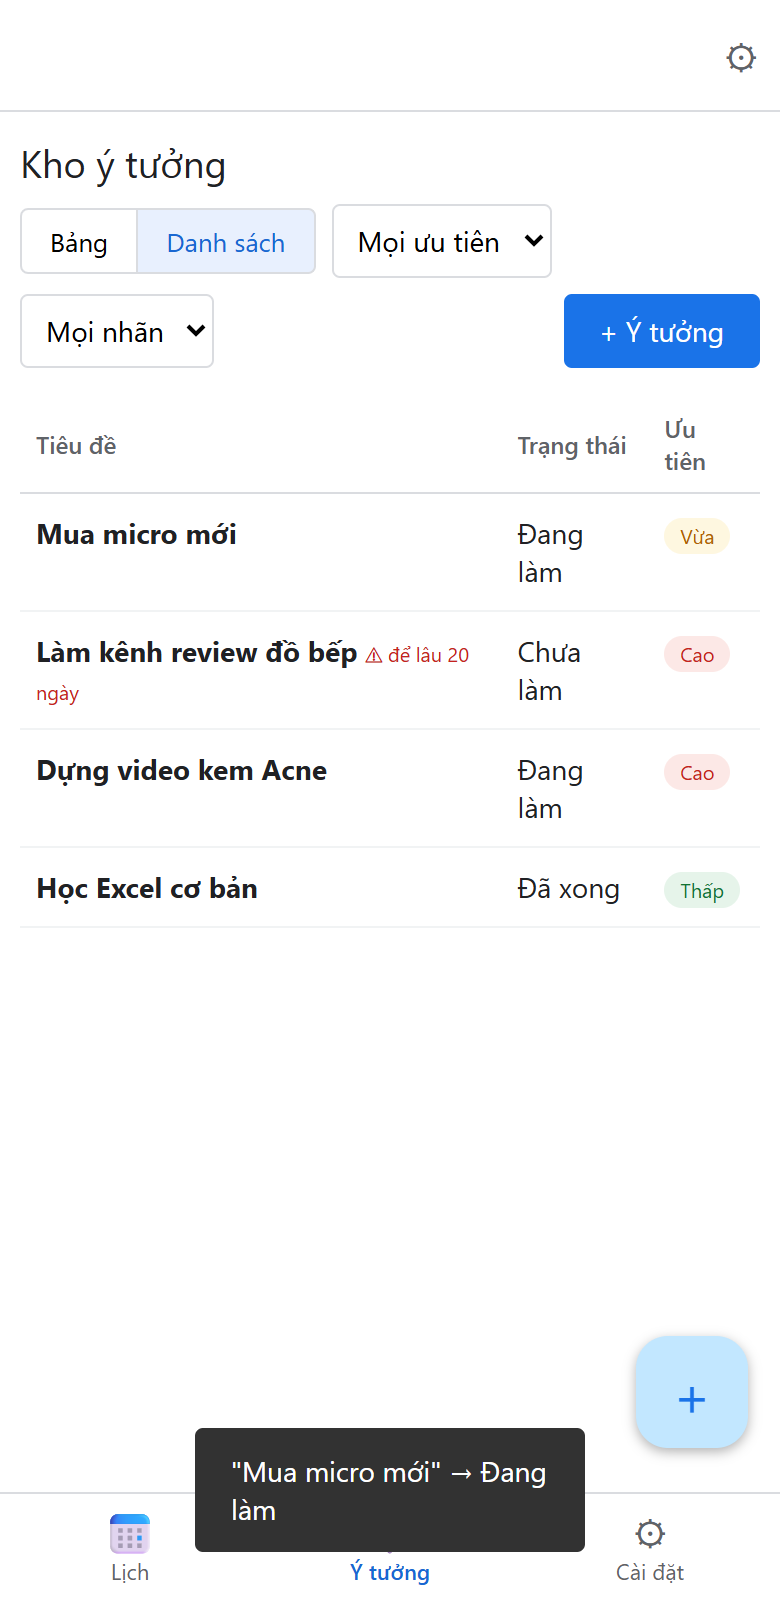 Kho ý tưởng
Bảng
Danh sách
Mọi ưu tiên
Mọi nhãn
+ Ý tưởng
Tiêu đề
Trạng thái
Ưu
tiên
Mua micro mới
Đang
làm
Vừa
Làm kênh review đồ bếp ⚠ để lâu 20
ngày
Chưa
làm
Cao
Dựng video kem Acne
Đang
làm
Cao
Học Excel cơ bản
Đã xong
Thấp
+
"Mua micro mới" → Đang
làm
Lịch
Ý tưởng
Cài đặt